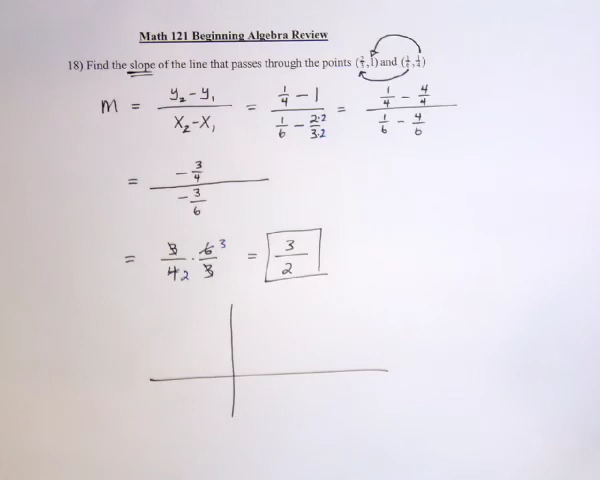 Math 121 Beginning Algebra Review
18) Find the slope of the line that passes through the points (2/3, 1) and (1/6, 1/4)
m = (y₂ - y₁)/(x₂ - x₁) = (1/4 - 1)/(1/6 - 2·2/3·2) = (1/4 - 4/4)/(1/6 - 4/6)
= (-3/4)/(-3/6)
= 3/4 2 · 6/3 3 = 3/2